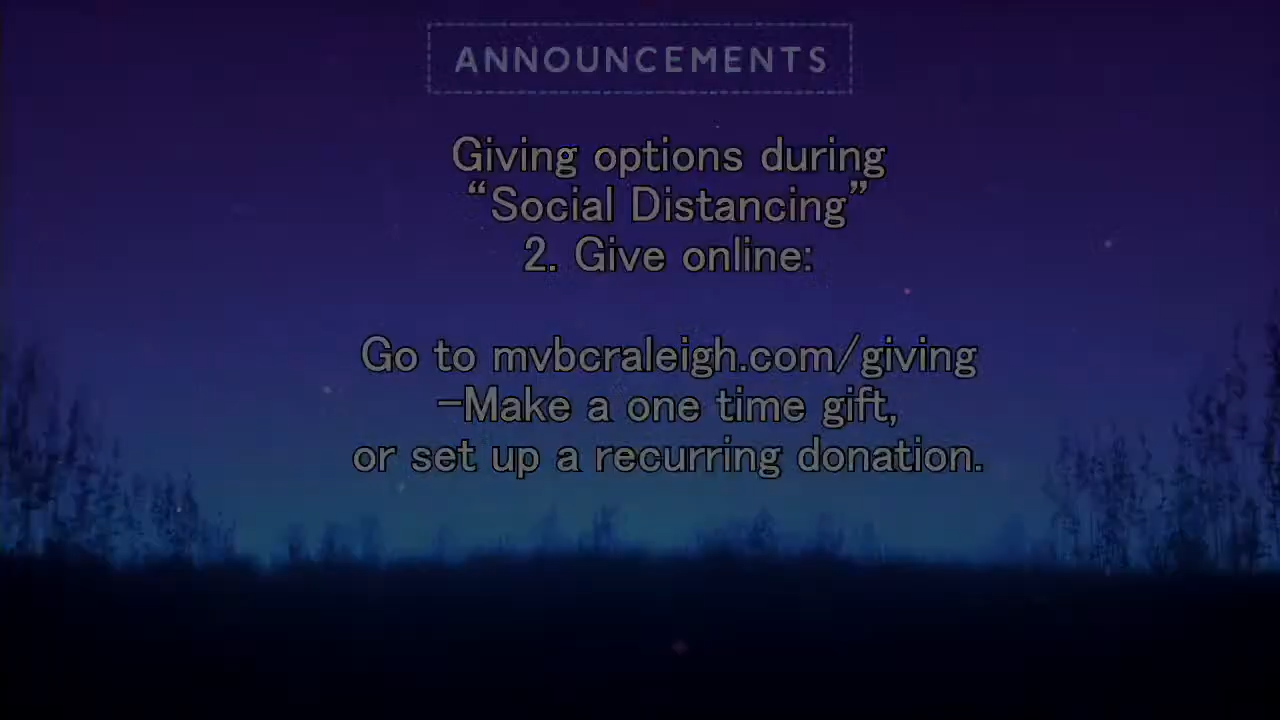 ANNOUNCEMENTS
Giving options during
“Social Distancing”
2. Give online:
Go to mvbcraleigh.com/giving
-Make a one time gift,
or set up a recurring donation.